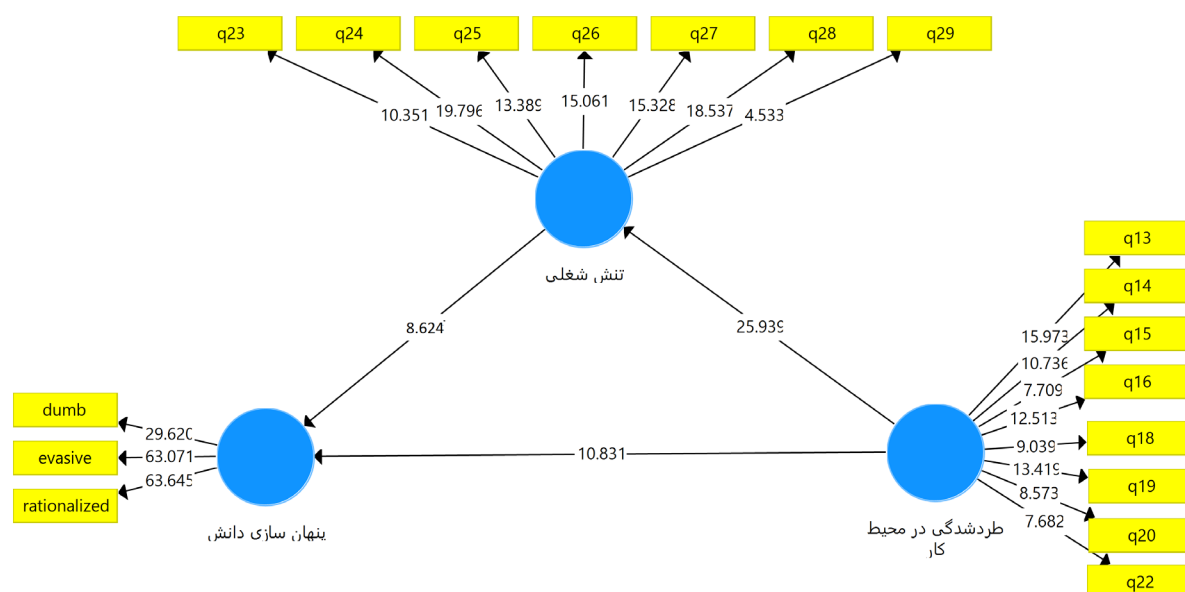 q23 q24 q25 q26 q27 q28 q29
10.351 19.796 13.389 15.061 15.328 18.537 4.533
تنش شغلی
q13
q14
q15
q16
q18
q19
q20
q22
15.973
10.736
7.709
12.513
9.039
13.419
8.573
7.682
8.624
25.939
10.831
dumb
evasive
rationalized
29.620
63.071
63.645
پنهان سازی دانش
طردشدگی در محیط
کار